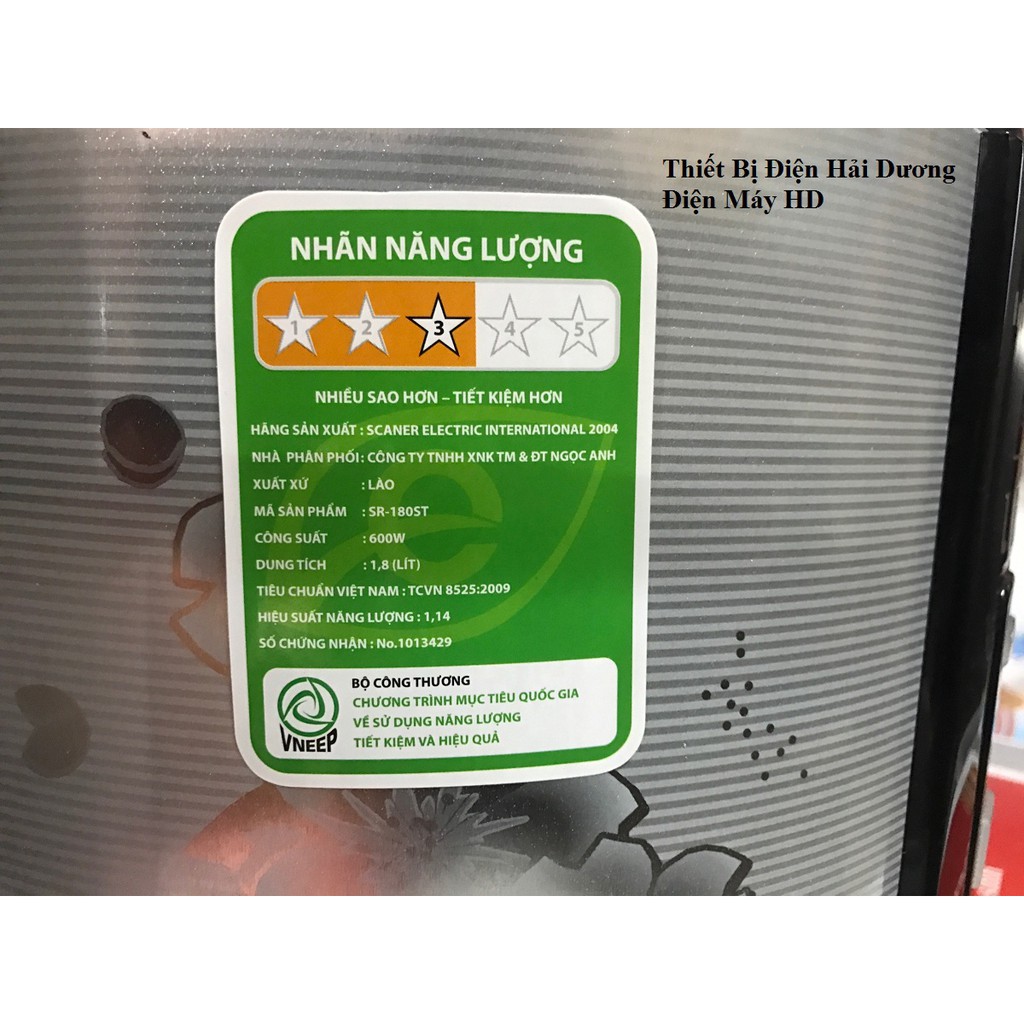 Thiết Bị Điện Hải Dương
Điện Máy HD
NHÃN NĂNG LƯỢNG
1 2 3 4 5
NHIỀU SAO HƠN – TIẾT KIỆM HƠN
HÃNG SẢN XUẤT : SCANER ELECTRIC INTERNATIONAL 2004
NHÀ PHÂN PHỐI : CÔNG TY TNHH XNK TM & ĐT NGỌC ANH
XUẤT XỨ : LÀO
MÃ SẢN PHẨM : SR-180ST
CÔNG SUẤT : 600W
DUNG TÍCH : 1,8 (LÍT)
TIÊU CHUẨN VIỆT NAM : TCVN 8525:2009
HIỆU SUẤT NĂNG LƯỢNG : 1,14
SỐ CHỨNG NHẬN : No.1013429
BỘ CÔNG THƯƠNG
CHƯƠNG TRÌNH MỤC TIÊU QUỐC GIA
VỀ SỬ DỤNG NĂNG LƯỢNG
TIẾT KIỆM VÀ HIỆU QUẢ
VNEEP